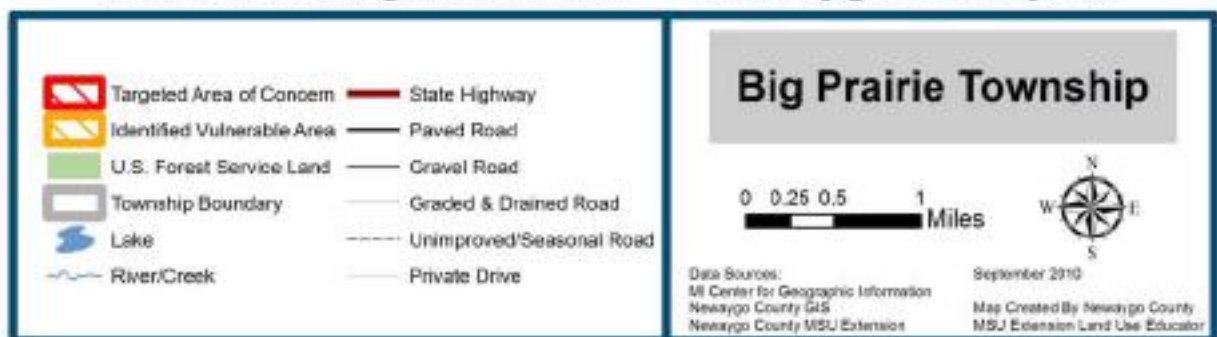 Targeted Area of Concern
Identified Vulnerable Area
U.S. Forest Service Land
Township Boundary
Lake
River/Creek
State Highway
Paved Road
Gravel Road
Graded & Drained Road
Unimproved/Seasonal Road
Private Drive
Big Prairie Township
0 0.25 0.5 1
Miles
N
W E
S
Data Sources:
MI Center for Geographic Information
Newaygo County GIS
Newaygo County MSU Extension
September 2010
Map Created By Newaygo County
MSU Extension Land Use Educator